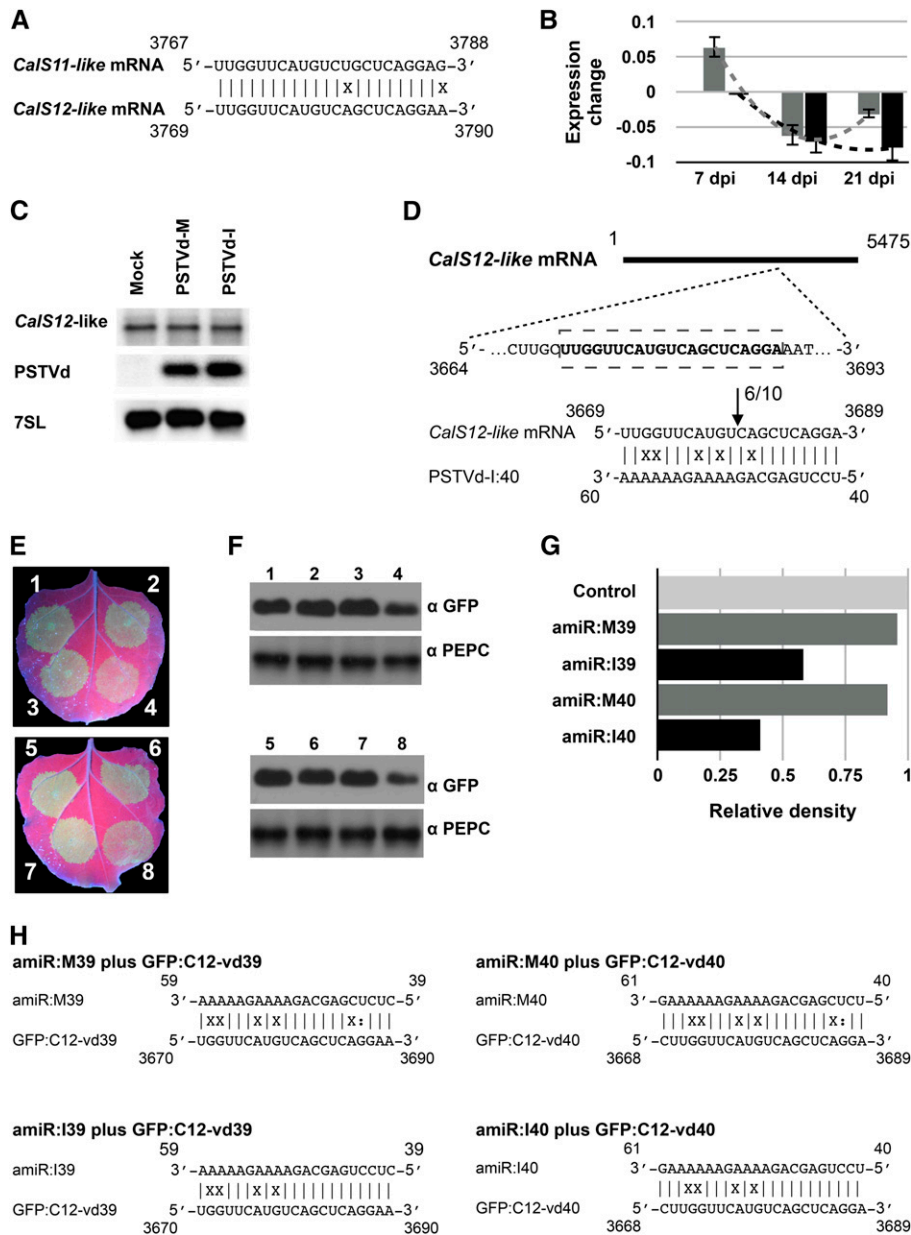 A
3767 3788
CalS11-like mRNA 5′-UUGGUUCAUGUCUGCUCAGGAG-3′
||||||||||||x||||||||x
CalS12-like mRNA 5′-UUGGUUCAUGUCAGCUCAGGAA-3′
3769 3790
B
Expression change
0.1
0.05
0
-0.05
-0.1
7 dpi 14 dpi 21 dpi
C
Mock PSTVd-M PSTVd-I
CalS12-like
PSTVd
7SL
D
1 5475
CalS12-like mRNA
5′- ...CUUGCUUGGUUCAUGUCAGCUCAGGAAAT... -3′
3664 3693
6/10
3669 3689
CalS12-like mRNA 5′-UUGGUUCAUGUCAGCUCAGGA-3′
||xx|||x|x||x||||||||
PSTVd-I:40 3′-AAAAAAGAAAAGACGAGUCCU-5′
60 40
E
1 2
3 4
5 6
7 8
F
1 2 3 4
α GFP
α PEPC
5 6 7 8
α GFP
α PEPC
G
Control
amiR:M39
amiR:I39
amiR:M40
amiR:I40
0 0.25 0.5 0.75 1
Relative density
H
amiR:M39 plus GFP:C12-vd39
59 39
amiR:M39 3′-AAAAAGAAAAGACGAGCUCUC-5′
|xx|||x|x|||||||x:|||
GFP:C12-vd39 5′-UGGUUCAUGUCAGCUCAGGAA-3′
3670 3690
amiR:M40 plus GFP:C12-vd40
61 40
amiR:M40 3′-GAAAAAAGAAAAGACGAGCUCU-5′
|||xx|||x|x|||||||x:||
GFP:C12-vd40 5′-CUUGGUUCAUGUCAGCUCAGGA-3′
3668 3689
amiR:I39 plus GFP:C12-vd39
59 39
amiR:I39 3′-AAAAAGAAAAGACGAGUCCUC-5′
|xx|||x|x||||||||||||
GFP:C12-vd39 5′-UGGUUCAUGUCAGCUCAGGAA-3′
3670 3690
amiR:I40 plus GFP:C12-vd40
61 40
amiR:I40 3′-GAAAAAAGAAAAGACGAGUCCU-5′
|||xx|||x|x|||||||||||
GFP:C12-vd40 5′-CUUGGUUCAUGUCAGCUCAGGA-3′
3668 3689